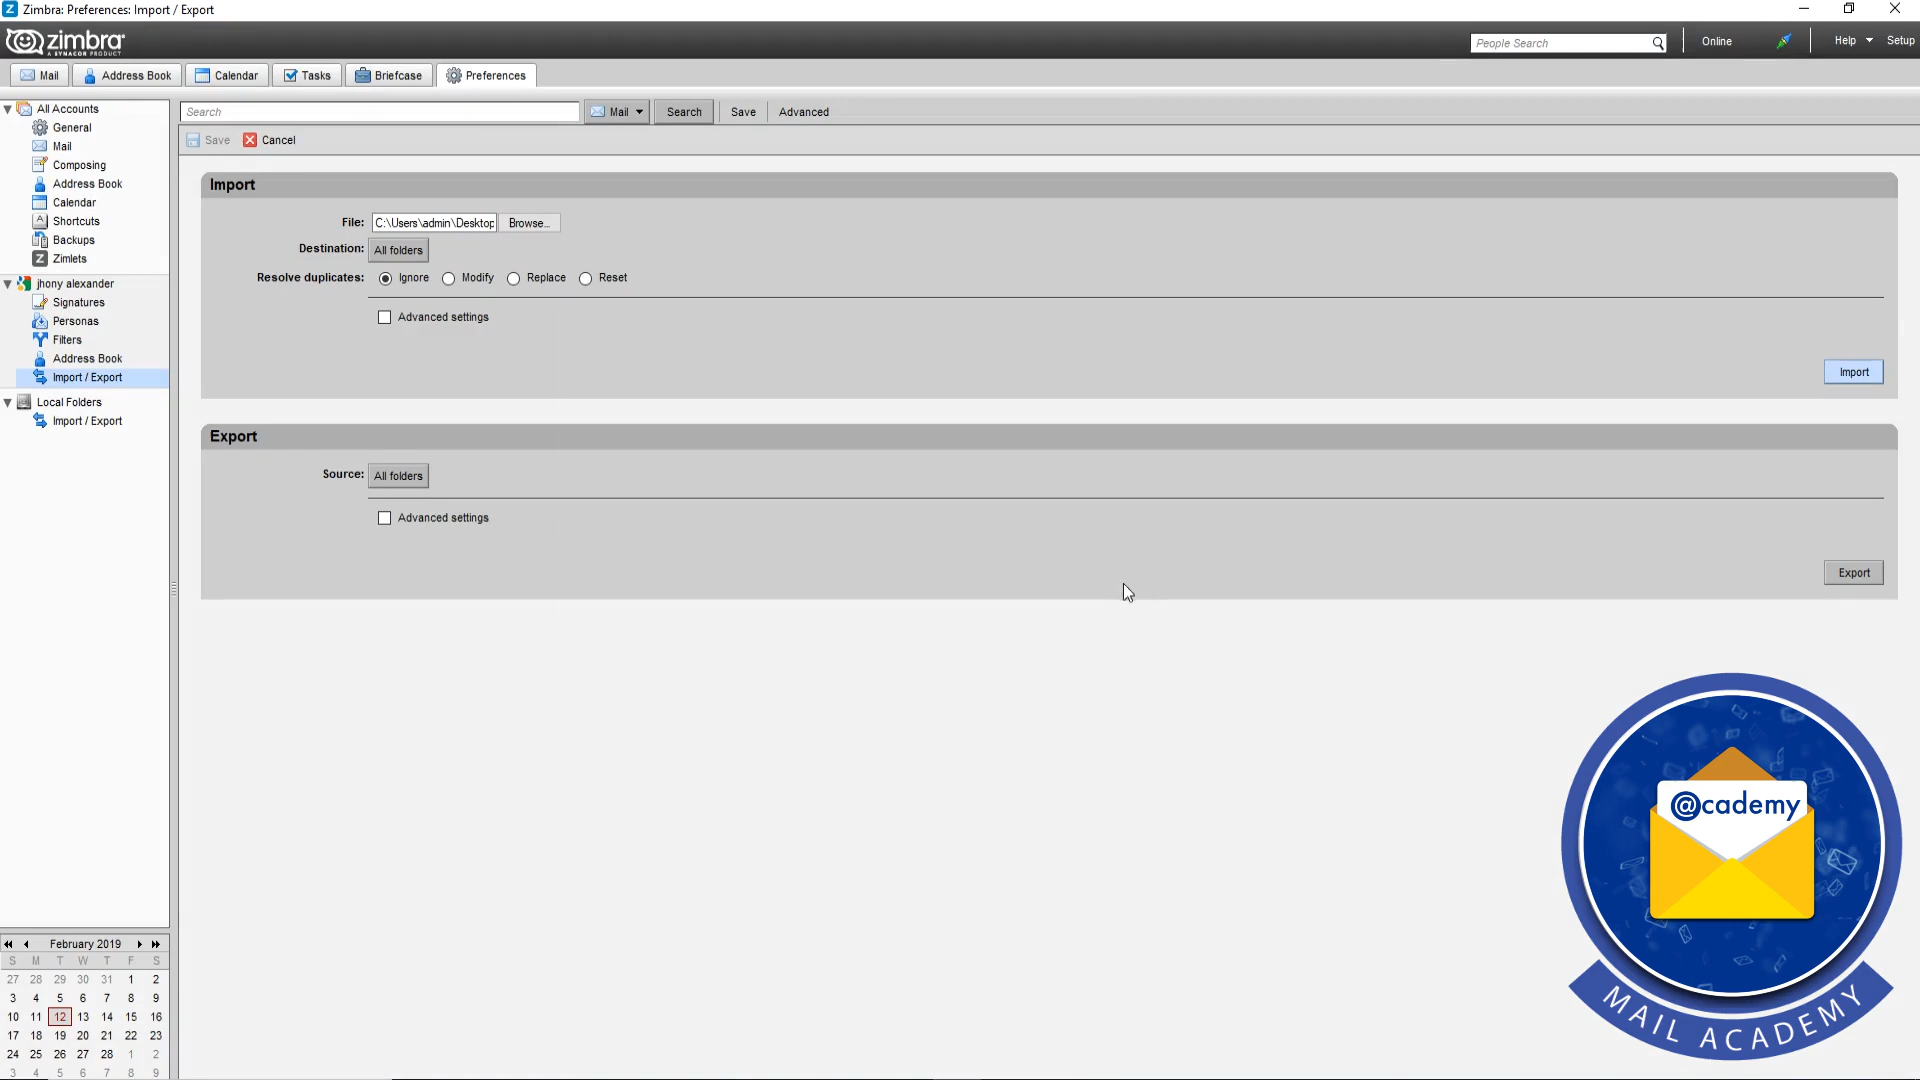 Zimbra: Preferences: Import / Export
zimbra
A SYNACOR PRODUCT
People Search
Online
Help
Setup
Mail
Address Book
Calendar
Tasks
Briefcase
Preferences
All Accounts
General
Mail
Composing
Address Book
Calendar
Shortcuts
Backups
Zimlets
jhony alexander
Signatures
Personas
Filters
Address Book
Import / Export
Local Folders
Import / Export
Search
Mail
Search
Save
Advanced
Save
Cancel
Import
File: C:\Users\admin\Desktop Browse...
Destination: All folders
Resolve duplicates: Ignore Modify Replace Reset
Advanced settings
Import
Export
Source: All folders
Advanced settings
Export
February 2019
S M T W T F S
27 28 29 30 31 1 2
3 4 5 6 7 8 9
10 11 12 13 14 15 16
17 18 19 20 21 22 23
24 25 26 27 28 1 2
3 4 5 6 7 8 9
@cademy
MAIL ACADEMY